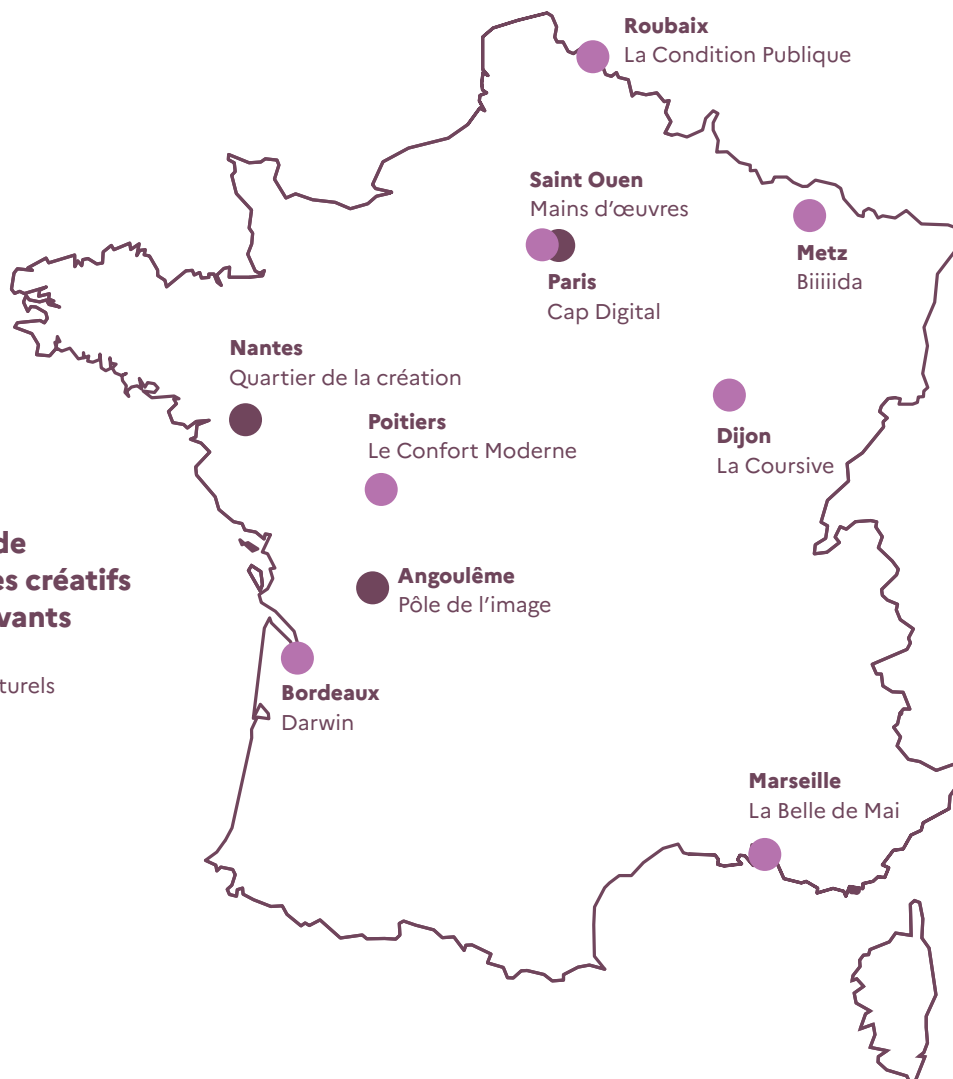 Roubaix
La Condition Publique
Saint Ouen
Mains d'œuvres
Metz
Biiiiida
Paris
Cap Digital
Nantes
Quartier de la création
Poitiers
Le Confort Moderne
Dijon
La Coursive
de
es créatifs
vants
turels
Angoulême
Pôle de l'image
Bordeaux
Darwin
Marseille
La Belle de Mai